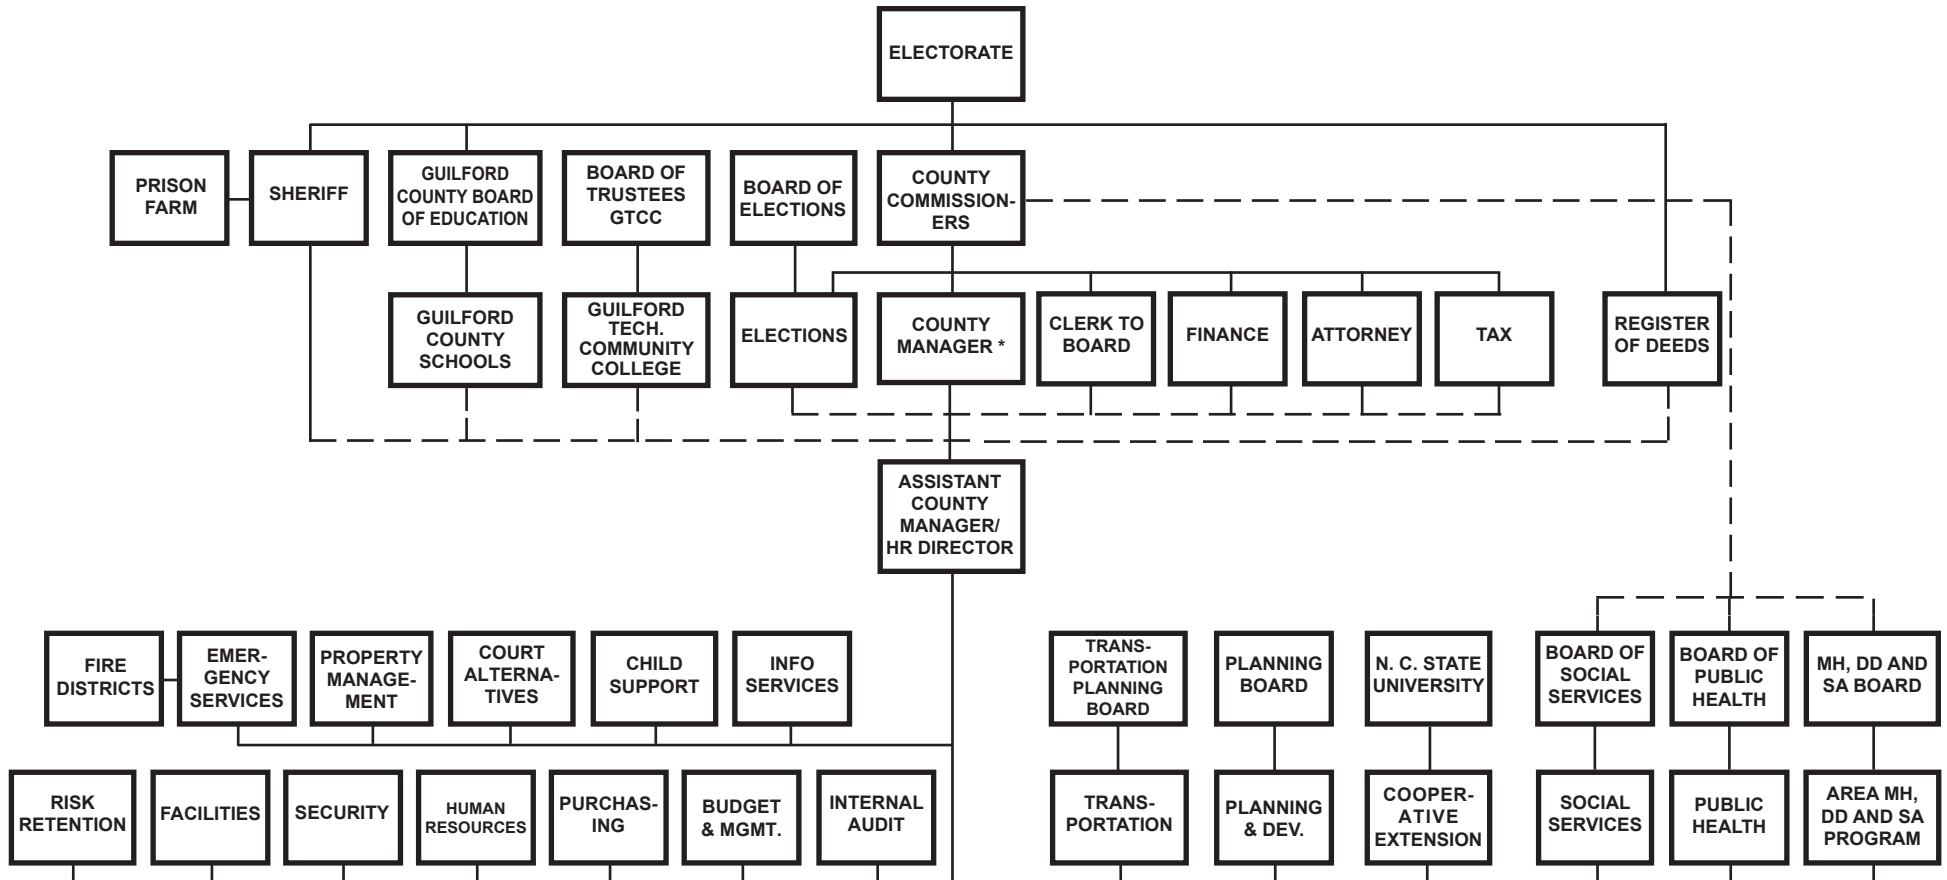 ELECTORATE
PRISON
FARM
SHERIFF
GUILFORD
COUNTY BOARD
OF EDUCATION
BOARD OF
TRUSTEES
GTCC
BOARD OF
ELECTIONS
COUNTY
COMMISSION-
ERS
GUILFORD
COUNTY
SCHOOLS
GUILFORD
TECH.
COMMUNITY
COLLEGE
ELECTIONS
COUNTY
MANAGER *
CLERK TO
BOARD
FINANCE
ATTORNEY
TAX
REGISTER
OF DEEDS
ASSISTANT
COUNTY
MANAGER/
HR DIRECTOR
FIRE
DISTRICTS
EMER-
GENCY
SERVICES
PROPERTY
MANAGE-
MENT
COURT
ALTERNA-
TIVES
CHILD
SUPPORT
INFO
SERVICES
TRANS-
PORTATION
PLANNING
BOARD
PLANNING
BOARD
N. C. STATE
UNIVERSITY
BOARD OF
SOCIAL
SERVICES
BOARD OF
PUBLIC
HEALTH
MH, DD AND
SA BOARD
RISK
RETENTION
FACILITIES
SECURITY
HUMAN
RESOURCES
PURCHAS-
ING
BUDGET
& MGMT.
INTERNAL
AUDIT
TRANS-
PORTATION
PLANNING
& DEV.
COOPER-
ATIVE
EXTENSION
SOCIAL
SERVICES
PUBLIC
HEALTH
AREA MH,
DD AND SA
PROGRAM